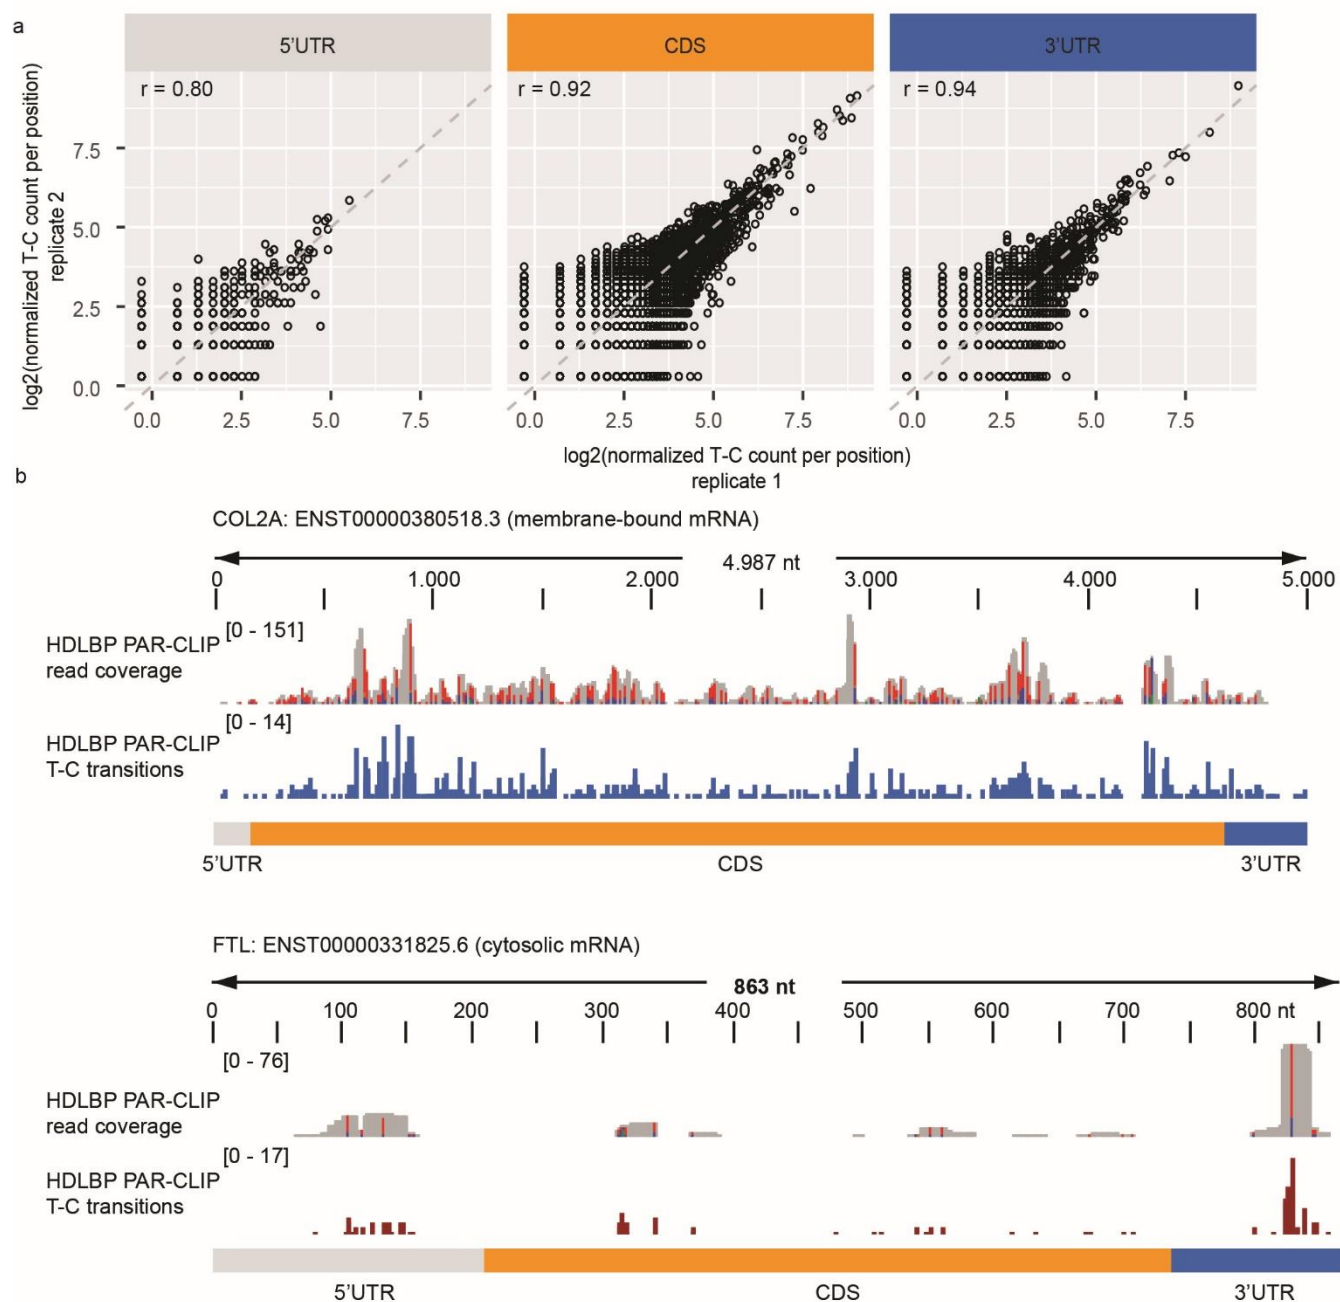 a
5'UTR
CDS
3'UTR
r = 0.80
r = 0.92
r = 0.94
log2(normalized T-C count per position)
replicate 2
7.5
5.0
2.5
0.0
0.0 2.5 5.0 7.5
0.0 2.5 5.0 7.5
0.0 2.5 5.0 7.5
log2(normalized T-C count per position)
replicate 1
b
COL2A: ENST00000380518.3 (membrane-bound mRNA)
4.987 nt
0 1.000 2.000 3.000 4.000 5.000
[0 - 151]
HDLBP PAR-CLIP
read coverage
[0 - 14]
HDLBP PAR-CLIP
T-C transitions
5'UTR CDS 3'UTR
FTL: ENST00000331825.6 (cytosolic mRNA)
863 nt
0 100 200 300 400 500 600 700 800 nt
[0 - 76]
HDLBP PAR-CLIP
read coverage
[0 - 17]
HDLBP PAR-CLIP
T-C transitions
5'UTR CDS 3'UTR